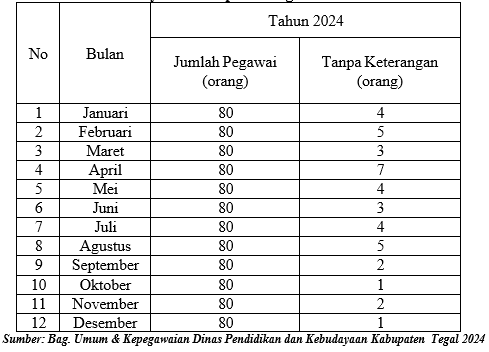 No Bulan Tahun 2024
Jumlah Pegawai (orang) Tanpa Keterangan (orang)
1 Januari 80 4
2 Februari 80 5
3 Maret 80 3
4 April 80 7
5 Mei 80 4
6 Juni 80 3
7 Juli 80 4
8 Agustus 80 5
9 September 80 2
10 Oktober 80 1
11 November 80 2
12 Desember 80 1
Sumber: Bag. Umum & Kepegawaian Dinas Pendidikan dan Kebudayaan Kabupaten Tegal 2024